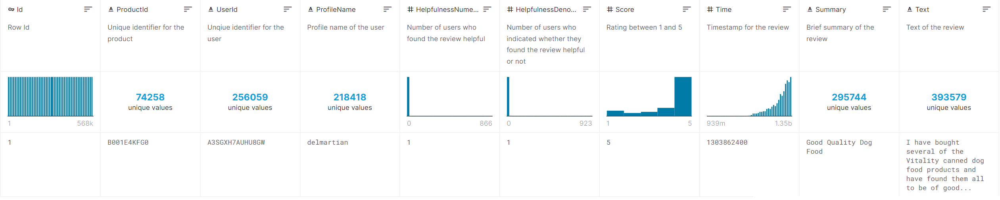 Id
ProductId
UserId
ProfileName
HelpfulnessNume...
HelpfulnessDeno...
Score
Time
Summary
Text
Row Id
Unique identifier for the
product
Unqiue identifier for the
user
Profile name of the user
Number of users who
found the review helpful
Number of users who
indicated whether they
found the review helpful
or not
Rating between 1 and 5
Timestamp for the review
Brief summary of the
review
Text of the review
1
568k
74258
unique values
256059
unique values
218418
unique values
0
866
0
923
1
5
939m
1.35b
295744
unique values
393579
unique values
1
B001E4KFG0
A3SGXH7AUHU8GW
delmartian
1
1
5
1303862400
Good Quality Dog
Food
I have bought
several of the
Vitality canned dog
food products and
have found them all
to be of good...